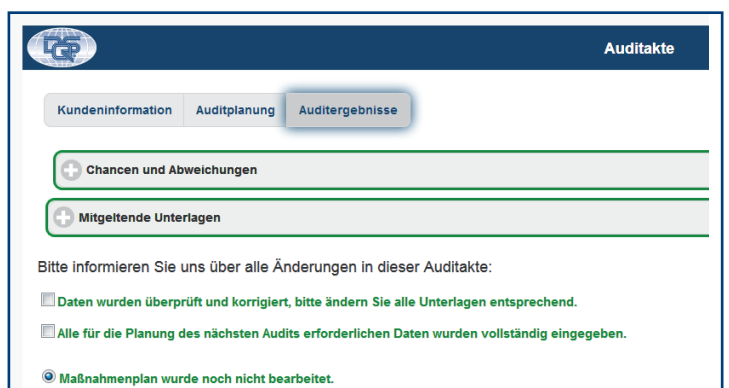 DGR
Auditakte
Kundeninformation Auditplanung Auditergebnisse
Chancen und Abweichungen
Mitgeltende Unterlagen
Bitte informieren Sie uns über alle Änderungen in dieser Auditakte:
Daten wurden überprüft und korrigiert, bitte ändern Sie alle Unterlagen entsprechend.
Alle für die Planung des nächsten Audits erforderlichen Daten wurden vollständig eingegeben.
Maßnahmenplan wurde noch nicht bearbeitet.